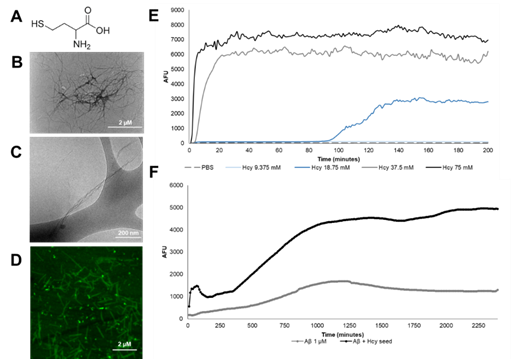 A
SH
O
OH
NH2
B
2 µM
C
200 nm
D
2 µM
E
AFU
8000
7000
6000
5000
4000
3000
2000
1000
0
0 20 40 60 80 100 120 140 160 180 200
Time (minutes)
PBS Hcy 9.375 mM Hcy 18.75 mM Hcy 37.5 mM Hcy 75 mM
F
AFU
6000
5000
4000
3000
2000
1000
0
0 250 500 750 1000 1250 1500 1750 2000 2250
Time (minutes)
Aβ 1 µM Aβ + Hcy seed